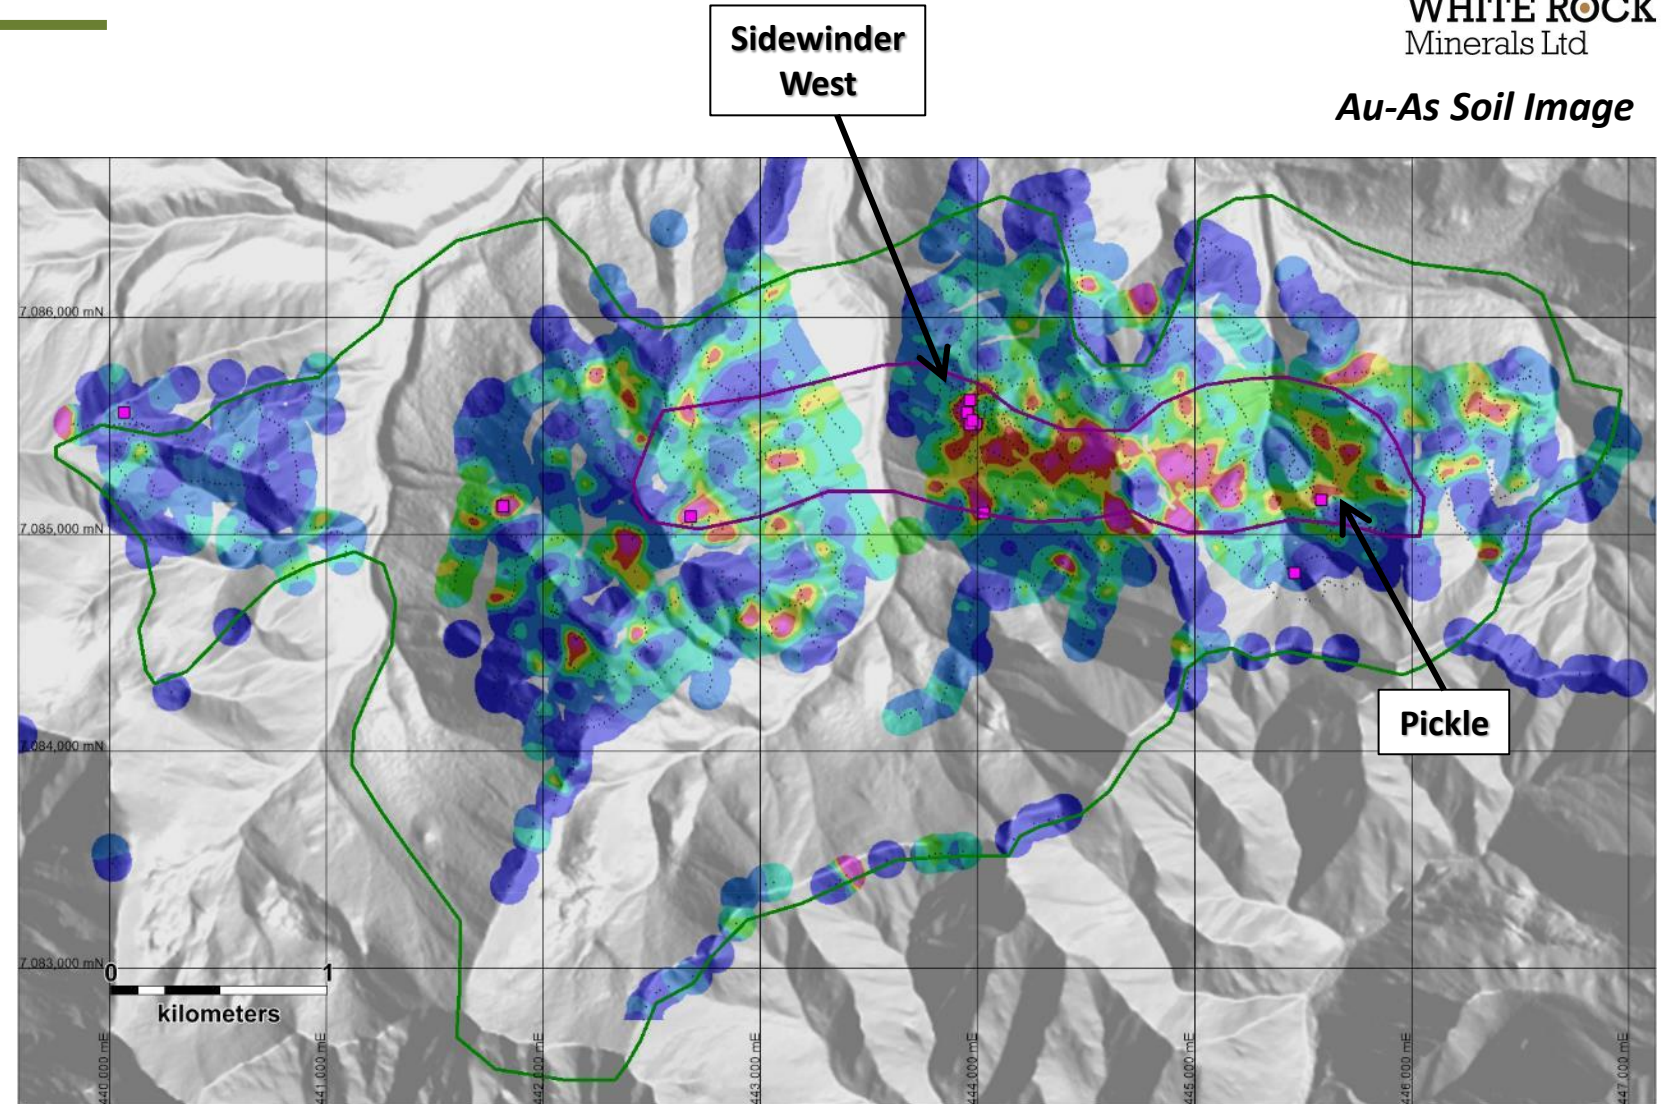 WHITE ROCK
Minerals Ltd
Au-As Soil Image
Sidewinder
West
7,086,000 mN
7,085,000 mN
7,084,000 mN
7,083,000 mN
Pickle
0 1
kilometers
440,000 mE
441,000 mE
442,000 mE
443,000 mE
444,000 mE
445,000 mE
446,000 mE
447,000 mE